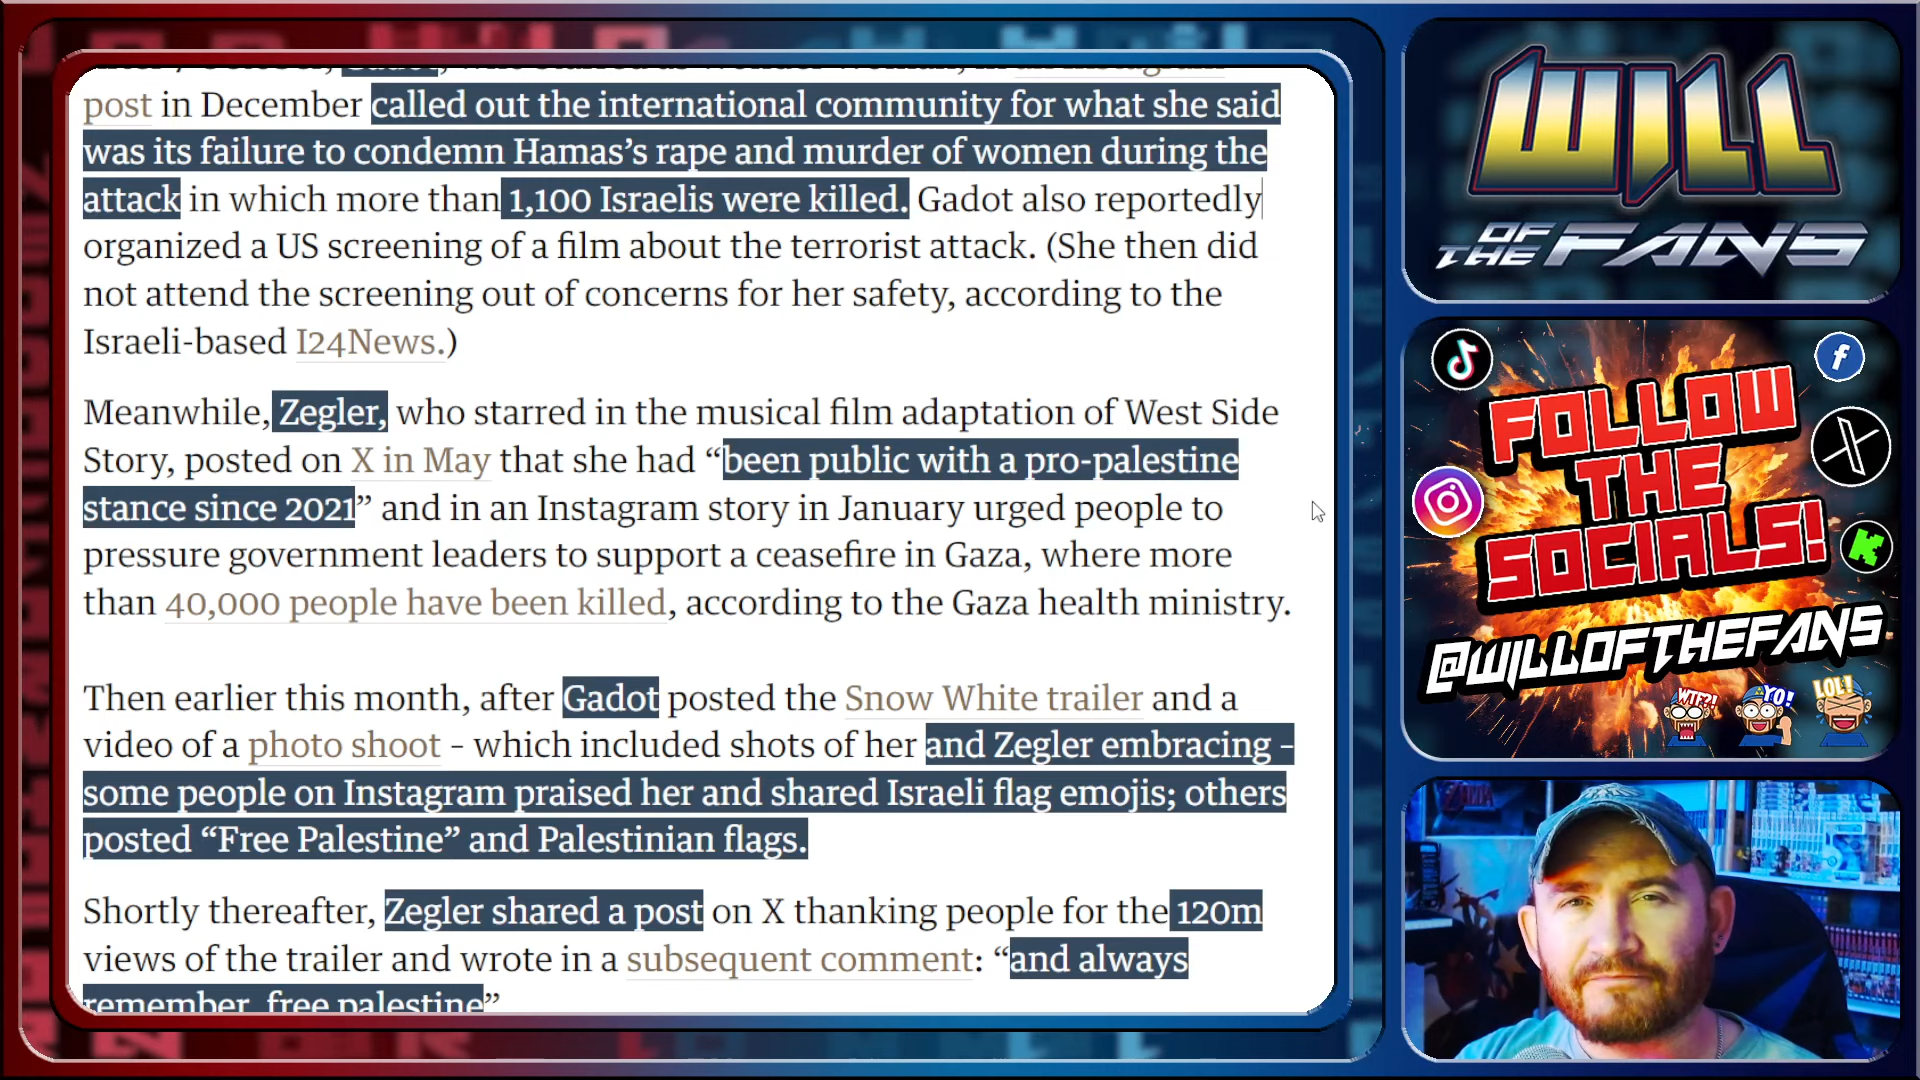 post in December called out the international community for what she said
was its failure to condemn Hamas’s rape and murder of women during the
attack in which more than 1,100 Israelis were killed. Gadot also reportedly
organized a US screening of a film about the terrorist attack. (She then did
not attend the screening out of concerns for her safety, according to the
Israeli-based I24News.)
Meanwhile, Zegler, who starred in the musical film adaptation of West Side
Story, posted on X in May that she had “been public with a pro-palestine
stance since 2021” and in an Instagram story in January urged people to
pressure government leaders to support a ceasefire in Gaza, where more
than 40,000 people have been killed, according to the Gaza health ministry.
Then earlier this month, after Gadot posted the Snow White trailer and a
video of a photo shoot - which included shots of her and Zegler embracing -
some people on Instagram praised her and shared Israeli flag emojis; others
posted “Free Palestine” and Palestinian flags.
Shortly thereafter, Zegler shared a post on X thanking people for the 120m
views of the trailer and wrote in a subsequent comment: “and always
remember, free palestine”
WILL
OF THE FANS
FOLLOW
THE
SOCIALS!
@WILLOFTHEFANS
WTF?!
YO!
LOL!